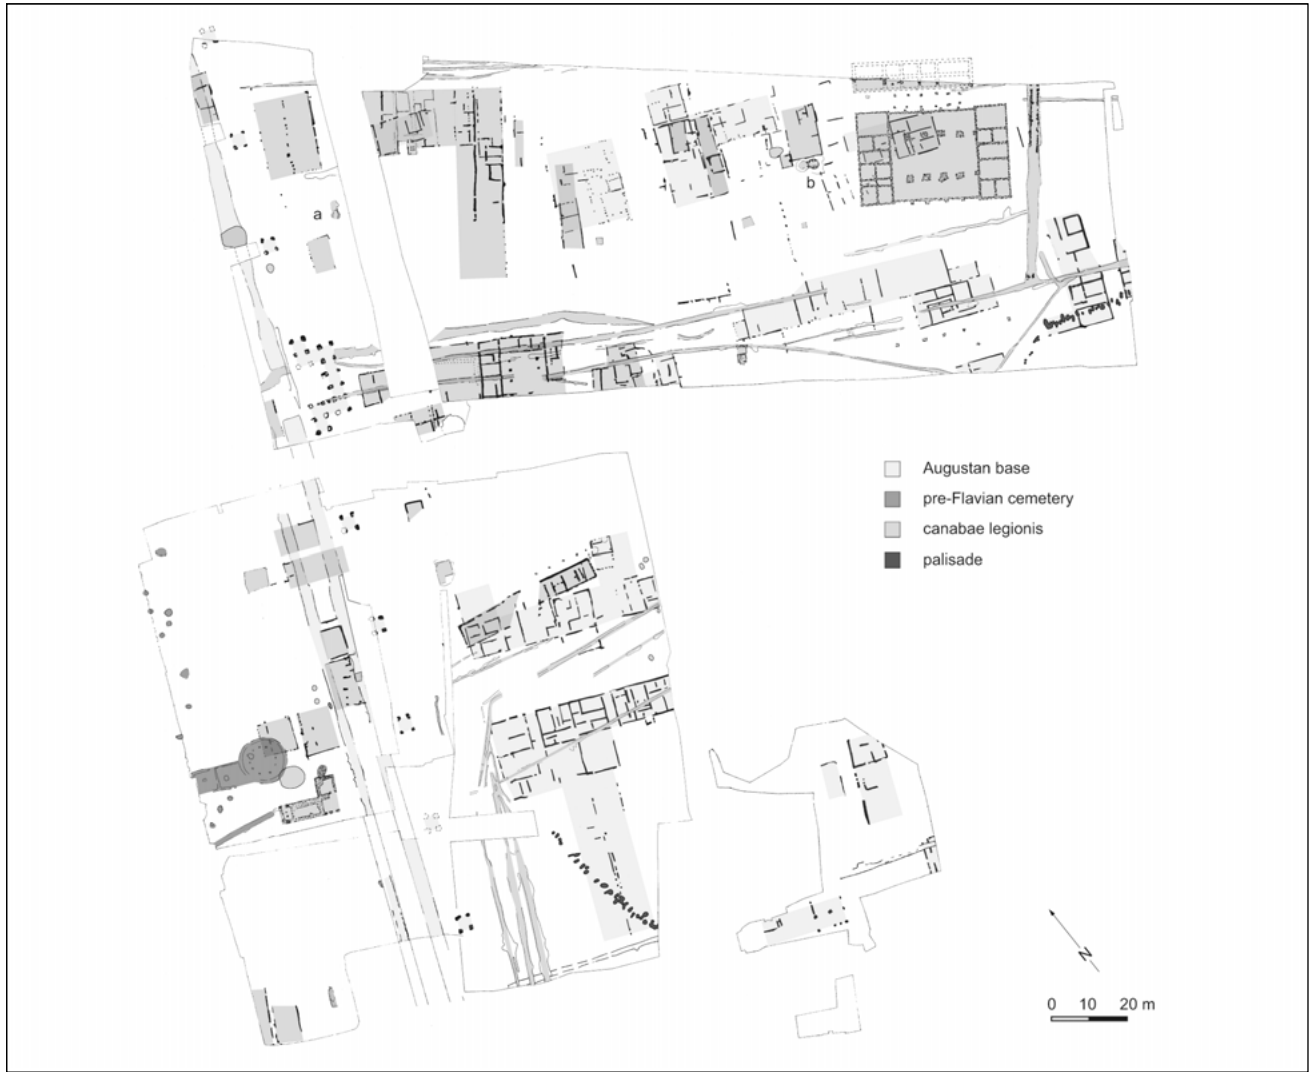 a
b
Augustan base
pre-Flavian cemetery
canabae legionis
palisade
N
0 10 20 m